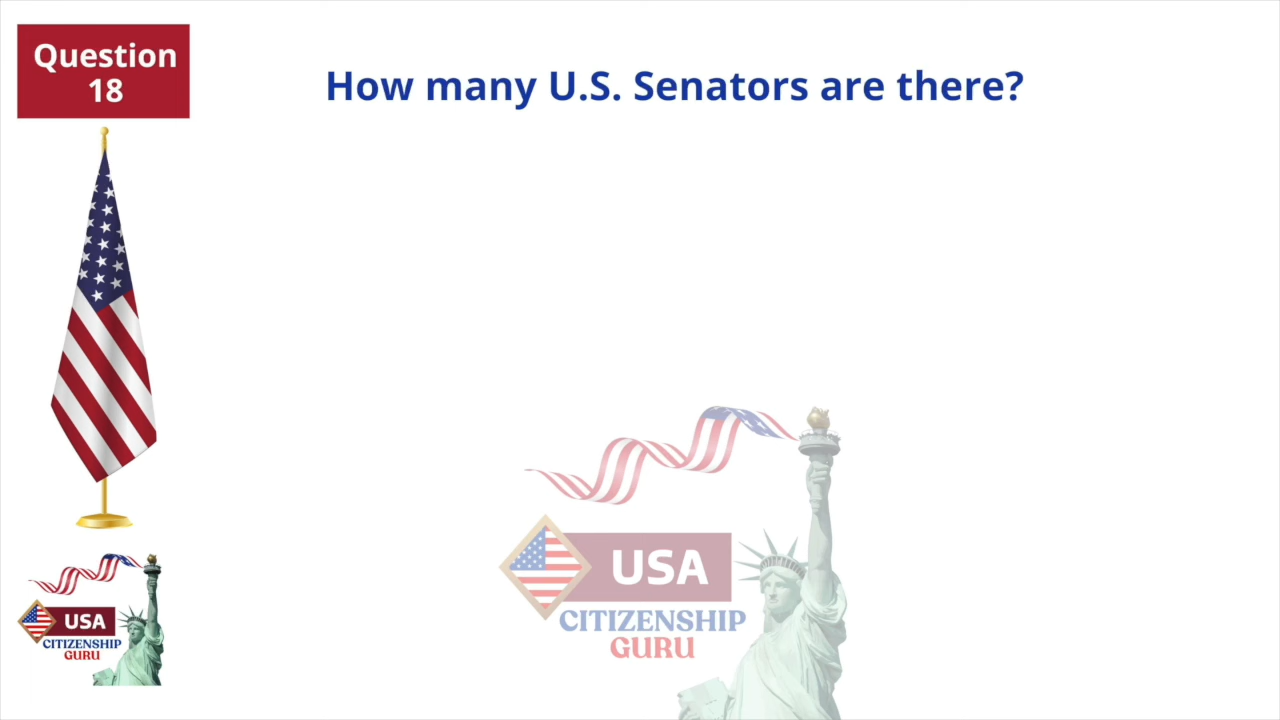 Question
18
How many U.S. Senators are there?
USA
CITIZENSHIP
GURU
USA
CITIZENSHIP
GURU